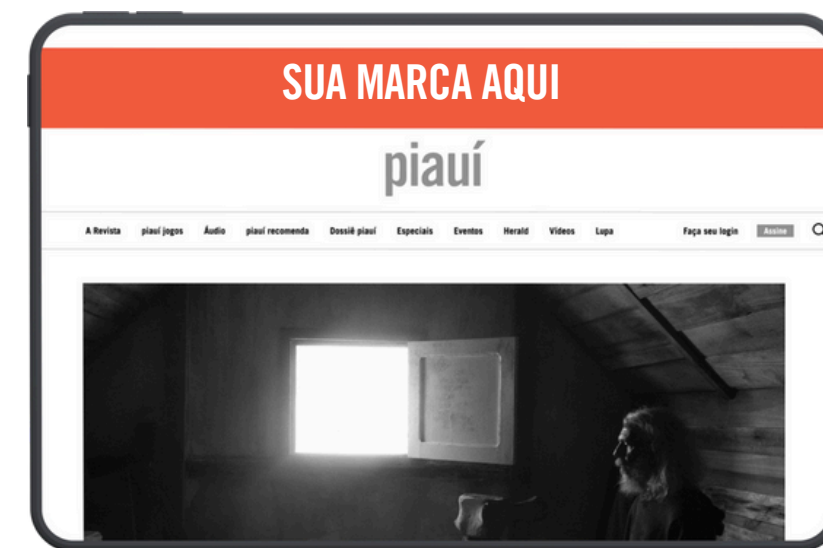 SUA MARCA AQUI
piauí
A Revista piauí jogos Áudio piauí recomenda Dossiê piauí Especiais Eventos Herald Vídeos Lupa Faça seu login Assine